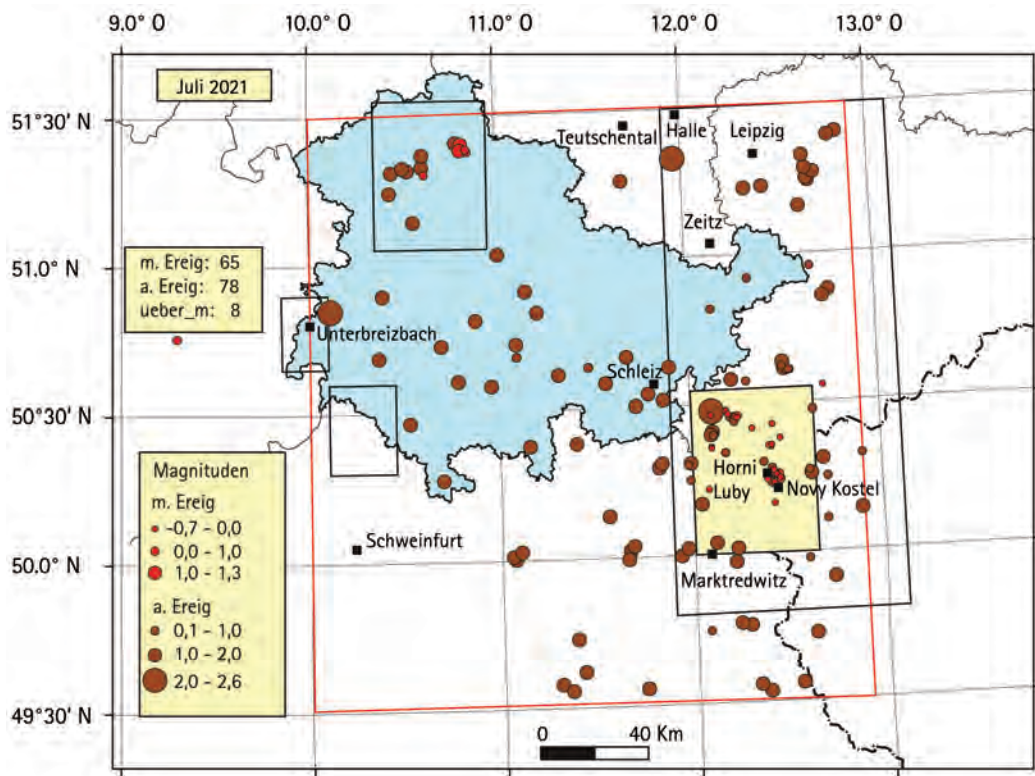 9.0° O 10.0° O 11.0° O 12.0° O 13.0° O
Juli 2021
51°30' N
Teutschental
Halle
Leipzig
Zeitz
51.0° N
m. Ereig: 65
a. Ereig: 78
ueber_m: 8
Unterbreizbach
Schleiz
50°30' N
Magnituden
m. Ereig
-0,7 – 0,0
0,0 – 1,0
1,0 – 1,3
a. Ereig
0,1 – 1,0
1,0 – 2,0
2,0 – 2,6
Horni
Luby
Novy Kostel
Schweinfurt
50.0° N
Marktredwitz
49°30' N
0 40 Km